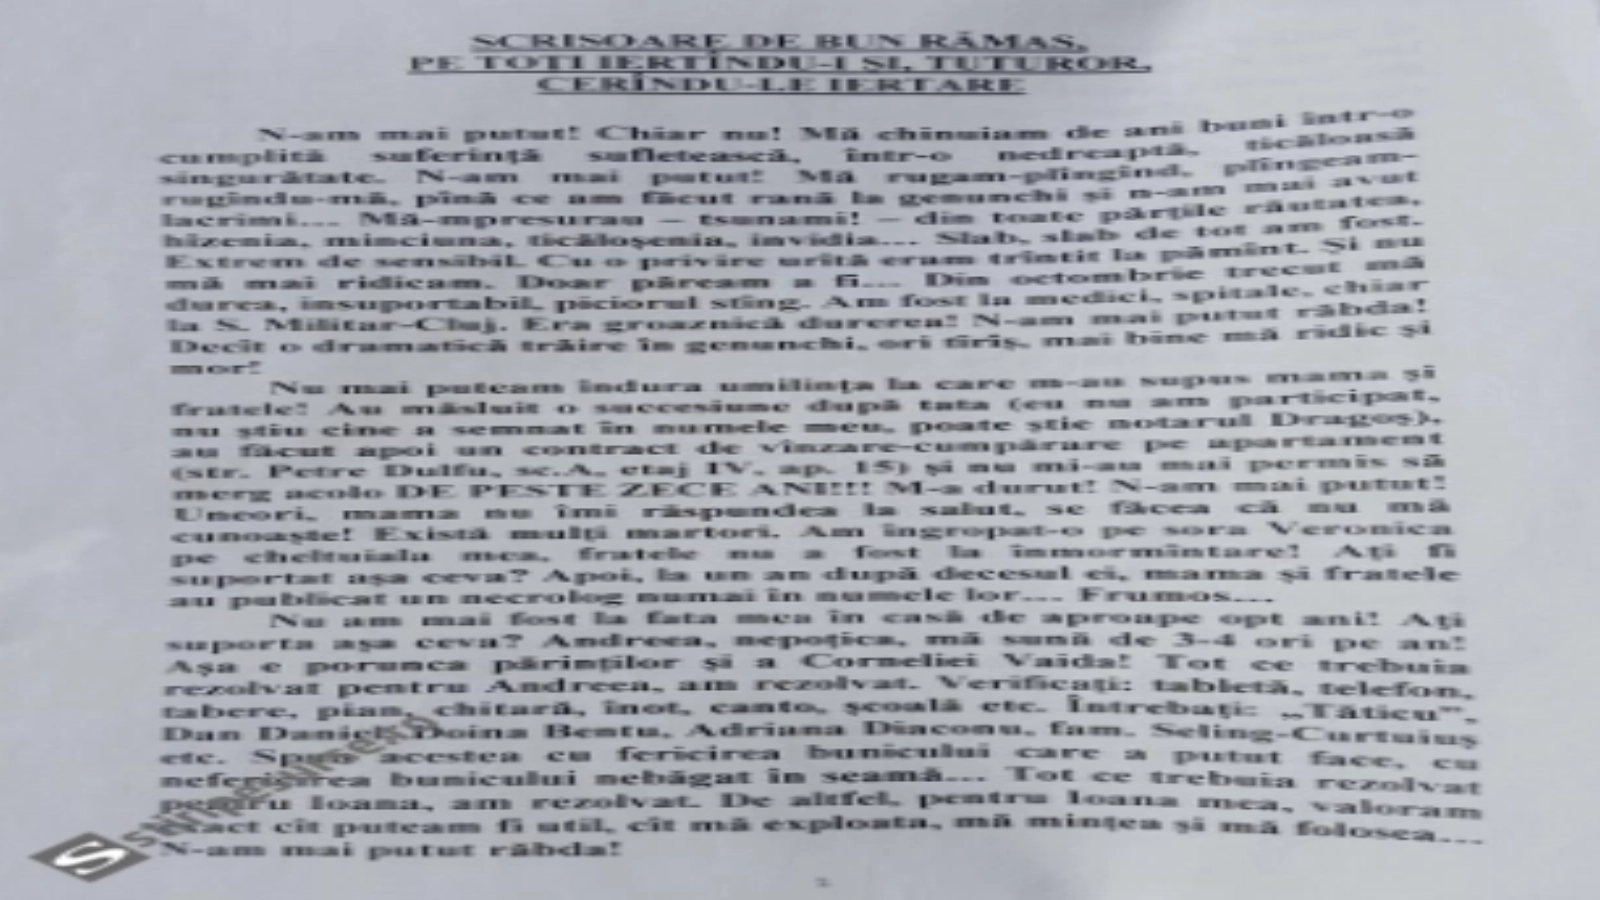 SCRISOARE DE BUN RĂMAS,
PE TOȚI IERTÎNDU-I ȘI, TUTUROR,
CERÎNDU-LE IERTARE
N-am mai putut! Chiar nu! Mă chinuiam de ani buni într-o
cumplită suferință sufletească, într-o nedreaptă, ticăloasă
singurătate. N-am mai putut! Mă rugam-plîngînd, plîngeam-
rugîndu-mă, pînă ce am făcut rană la genunchi și n-am mai avut
lacrimi... Mă-mpresurau – tsunami! – din toate părțile răutatea,
hizenia, minciuna, ticăloșenia, invidia... Slab, slab de tot am fost.
Extrem de sensibil. Cu o privire urîtă eram trîntit la pămînt. Și nu
mă mai ridicam. Doar păream a fi... Din octombrie trecut mă
durea, insuportabil, piciorul stîng. Am fost la medici, spitale, chiar
la S. Militar-Cluj. Era groaznică durerea! N-am mai putut răbda!
Decît o dramatică trăire în genunchi, ori tîrîș, mai bine mă ridic și
mor!
Nu mai puteam îndura umilința la care m-au supus mama și
fratele! Au măsluit o succesiune după tata (eu nu am participat,
nu știu cine a semnat în numele meu, poate știe notarul Dragoș),
au făcut apoi un contract de vînzare-cumpărare pe apartament
(str. Petre Dulfu, sc.A, etaj IV, ap. 15) și nu mi-au mai permis să
merg acolo DE PESTE ZECE ANI!!! M-a durut! N-am mai putut!
Uneori, mama nu îmi răspundea la salut, se făcea că nu mă
cunoaște! Există mulți martori. Am îngropat-o pe sora Veronica
pe cheltuiala mea, fratele nu a fost la înmormîntare! Ați fi
suportat așa ceva? Apoi, la un an după decesul ei, mama și fratele
au publicat un necrolog numai în numele lor... Frumos...
Nu am mai fost la fata mea în casă de aproape opt ani! Ați
suporta așa ceva? Andreea, nepoțica, mă sună de 3-4 ori pe an!
Așa e porunca părinților și a Corneliei Vaida! Tot ce trebuia
rezolvat pentru Andreea, am rezolvat. Verificați: tabletă, telefon,
tabere, pian, chitară, înot, canto, școală etc. Întrebați: „Tăticu”,
Dan Daniel, Doina Bentu, Adriana Diaconu, fam. Seling-Curtuiuș
etc. Spun acestea cu fericirea bunicului care a putut face, cu
nefericirea bunicului nebăgat în seamă... Tot ce trebuia rezolvat
pentru Ioana, am rezolvat. De altfel, pentru Ioana mea, valoram
exact cît puteam fi util, cît mă exploata, mă mințea și mă folosea...
N-am mai putut răbda!